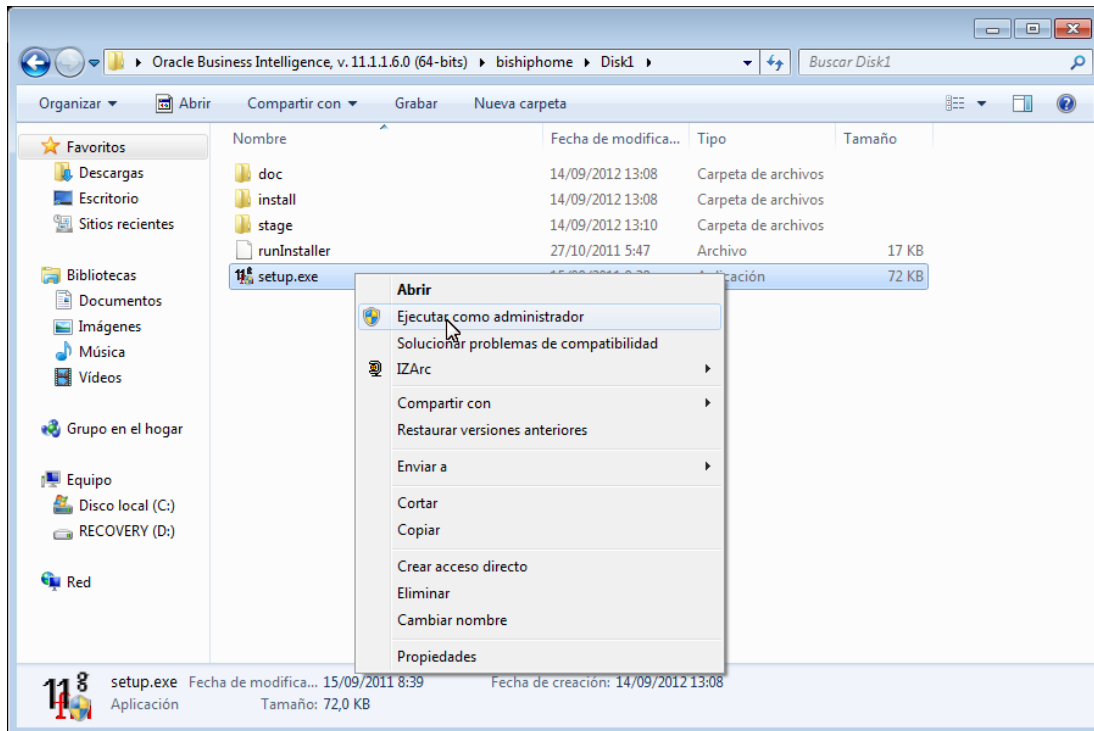 Oracle Business Intelligence, v. 11.1.1.6.0 (64-bits) bishiphome Disk1
Buscar Disk1
Organizar Abrir Compartir con Grabar Nueva carpeta
Favoritos
Descargas
Escritorio
Sitios recientes
Bibliotecas
Documentos
Imágenes
Música
Vídeos
Grupo en el hogar
Equipo
Disco local (C:)
RECOVERY (D:)
Red
Nombre Fecha de modifica... Tipo Tamaño
doc 14/09/2012 13:08 Carpeta de archivos
install 14/09/2012 13:08 Carpeta de archivos
stage 14/09/2012 13:10 Carpeta de archivos
runInstaller 27/10/2011 5:47 Archivo 17 KB
setup.exe 72 KB
Abrir
Ejecutar como administrador
Solucionar problemas de compatibilidad
IZArc
Compartir con
Restaurar versiones anteriores
Enviar a
Cortar
Copiar
Crear acceso directo
Eliminar
Cambiar nombre
Propiedades
setup.exe Fecha de modifica... 15/09/2011 8:39 Fecha de creación: 14/09/2012 13:08
Aplicación Tamaño: 72,0 KB